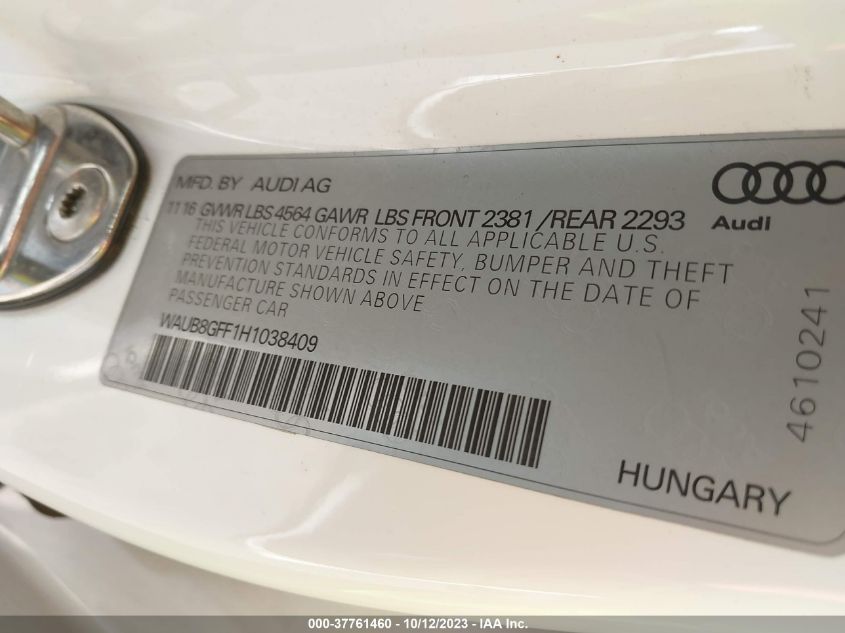 MFD. BY AUDI AG
11 16 GVWR LBS 4564 GAWR LBS FRONT 2381 /REAR 2293
THIS VEHICLE CONFORMS TO ALL APPLICABLE U.S.
FEDERAL MOTOR VEHICLE SAFETY, BUMPER AND THEFT
PREVENTION STANDARDS IN EFFECT ON THE DATE OF
MANUFACTURE SHOWN ABOVE
PASSENGER CAR
WAUB8GFF1H1038409
Audi
4610241
HUNGARY
000-37761460 - 10/12/2023 - IAA Inc.